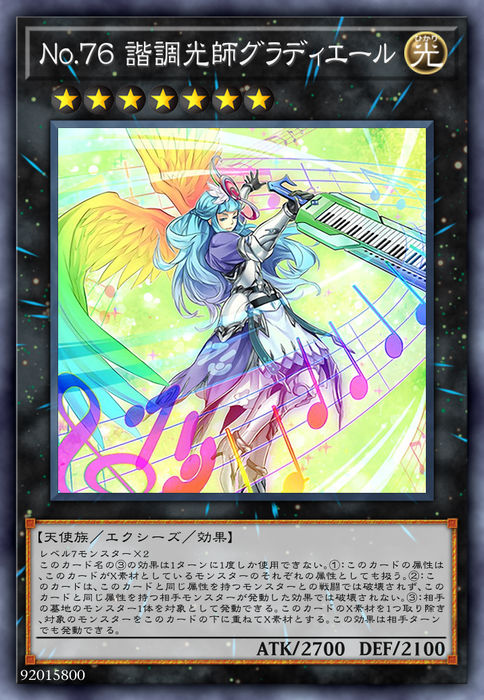 No.76 諧調光師グラディエール
ひかり
光
【天使族/エクシーズ/効果】
レベル7モンスター×2
このカード名の③の効果は1ターンに1度しか使用できない。①:このカードの属性は
、このカードがX素材としているモンスターのそれぞれの属性としても扱う。②:こ
のカードは、このカードと同じ属性を持つモンスターとの戦闘では破壊されず、この
カードと同じ属性を持つ相手モンスターが発動した効果では破壊されない。③:相手
の墓地のモンスター1体を対象として発動できる。このカードのX素材を1つ取り除き
、対象のモンスターをこのカードの下に重ねてX素材とする。この効果は相手ターン
でも発動できる。
ATK/2700 DEF/2100
92015800